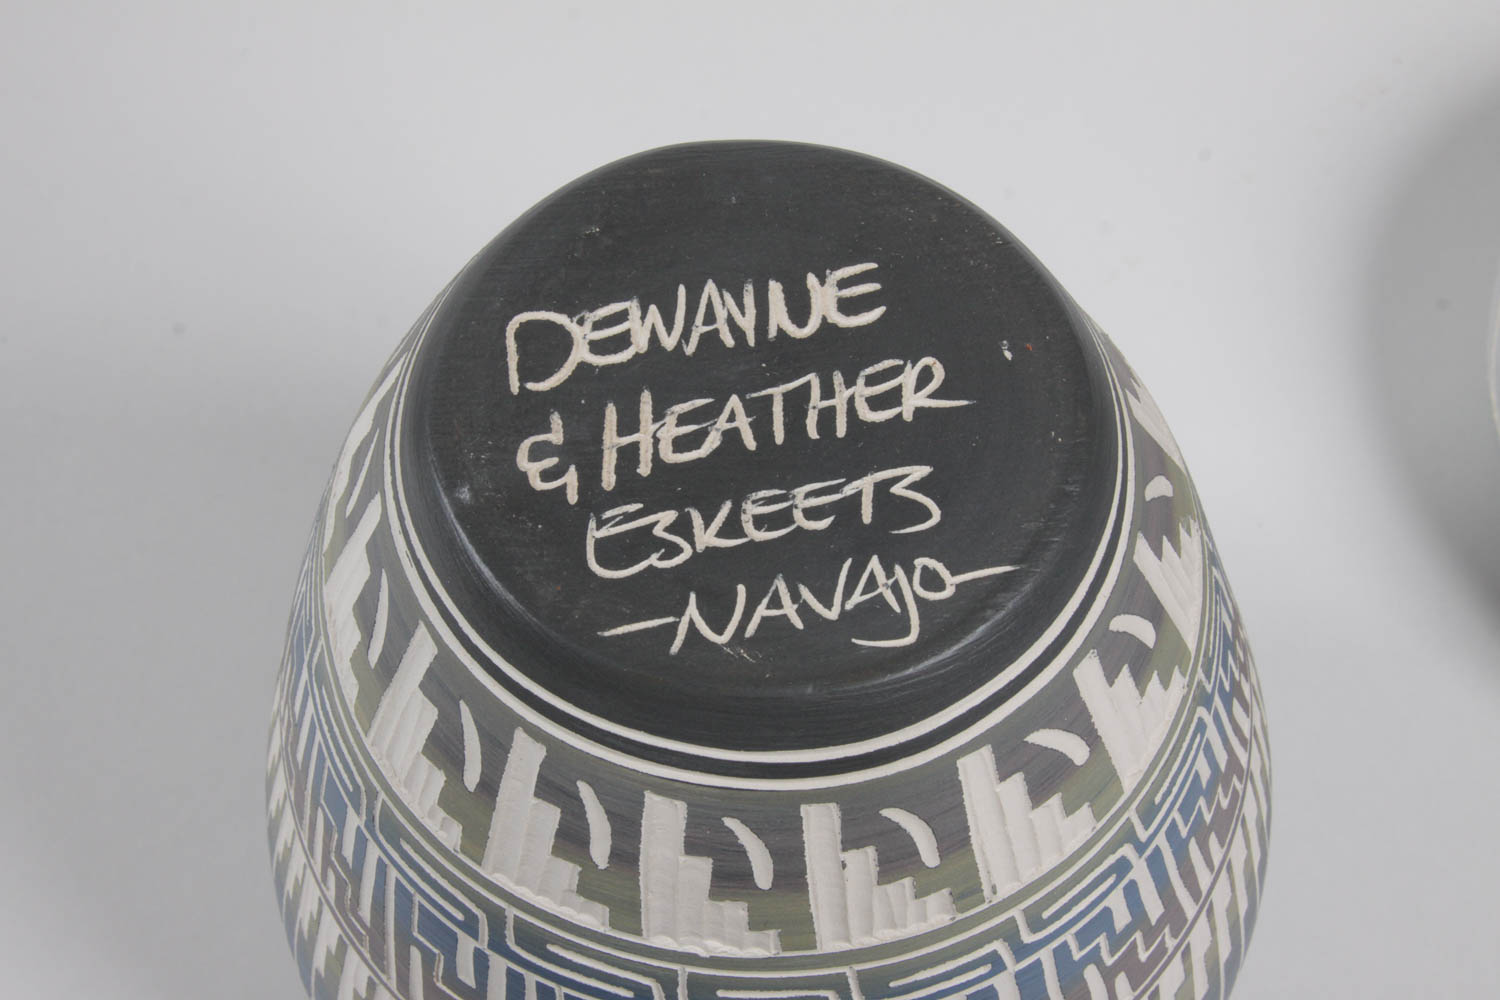 DEWAYNE
& HEATHER
ESKEETS
-NAVAJO-